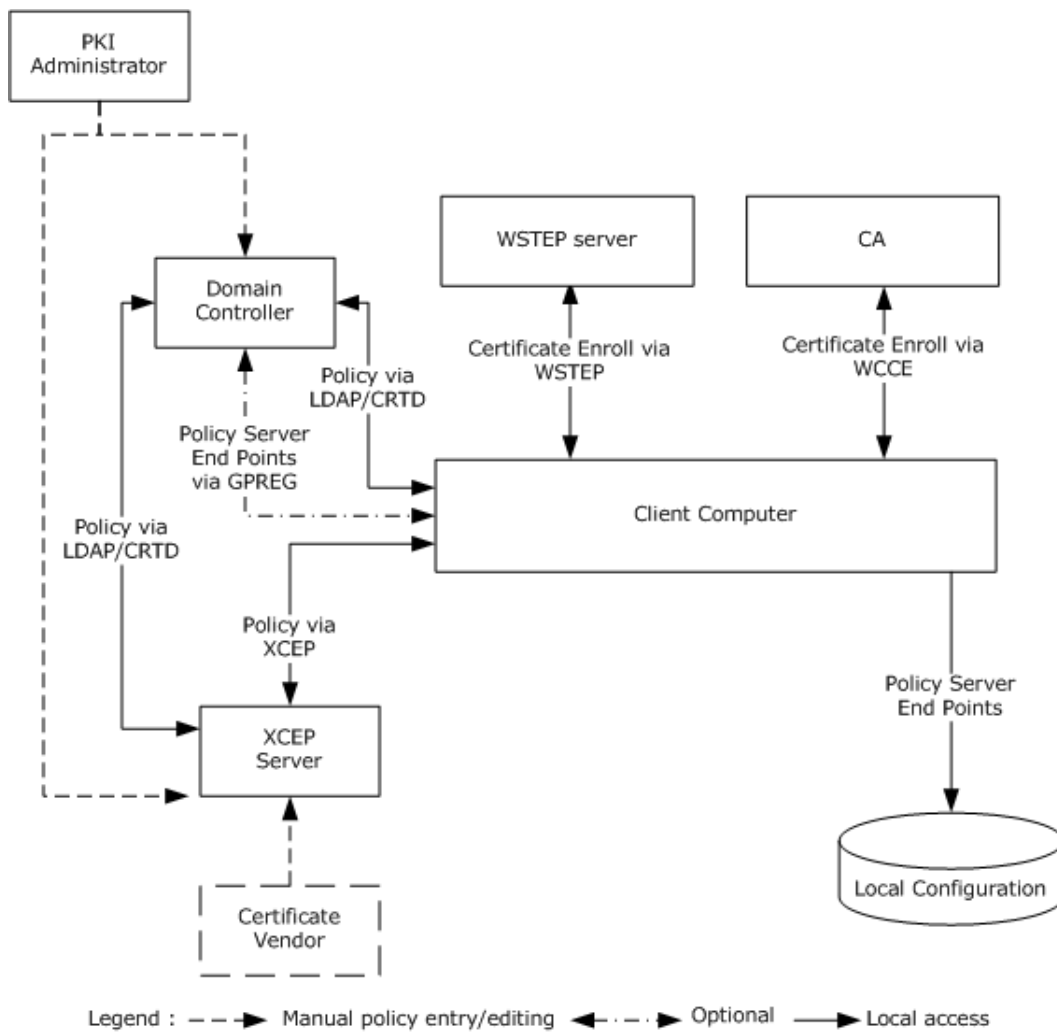 PKI
Administrator
WSTEP server
CA
Domain
Controller
Certificate Enroll via
WSTEP
Certificate Enroll via
WCCE
Policy via
LDAP/CRTD
Policy Server
End Points
via GPREG
Client Computer
Policy via
LDAP/CRTD
Policy via
XCEP
Policy Server
End Points
XCEP
Server
Local Configuration
Certificate
Vendor
Legend : Manual policy entry/editing Optional Local access